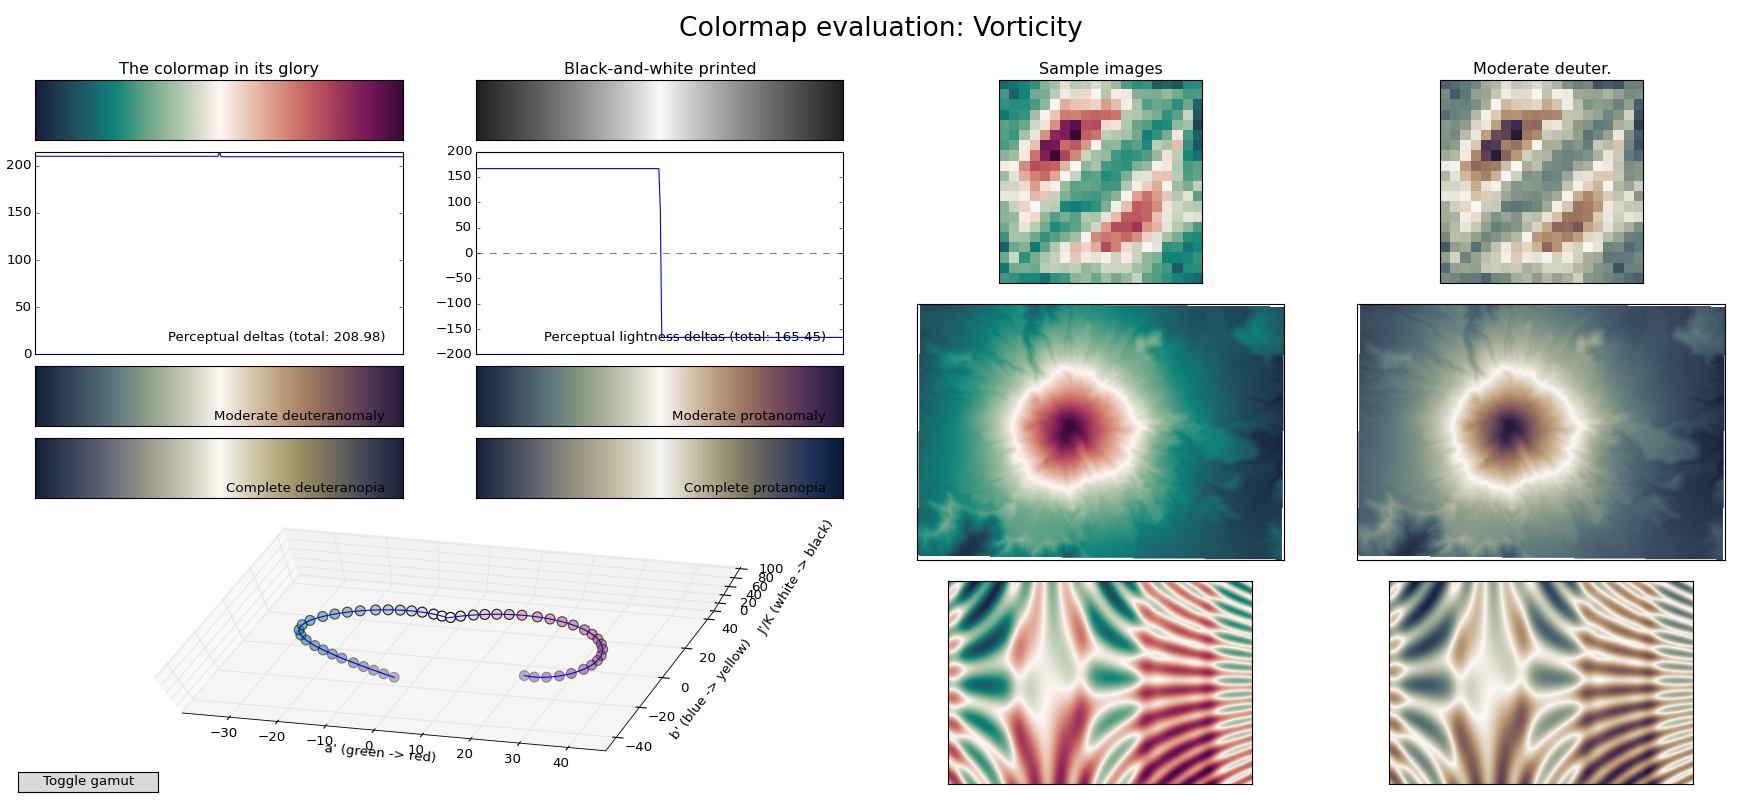 Colormap evaluation: Vorticity
The colormap in its glory
Black-and-white printed
Sample images
Moderate deuter.
200
150
100
50
0
Perceptual deltas (total: 208.98)
200
150
100
50
0
−50
−100
−150
−200
Perceptual lightness deltas (total: 165.45)
Moderate deuteranomaly
Moderate protanomaly
Complete deuteranopia
Complete protanopia
−30
−20
−10
0
10
20
30
40
a' (green -> red)
−40
−20
0
20
40
b' (blue -> yellow)
0
20
40
60
80
100
J'/K (white -> black)
Toggle gamut